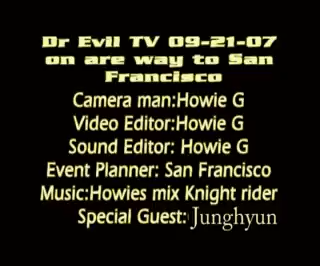 Dr Evil TV 09-21-07
on are way to San
Francisco
Camera man:Howie G
Video Editor:Howie G
Sound Editor: Howie G
Event Planner: San Francisco
Music:Howies mix Knight rider
Special Guest: Junghyun